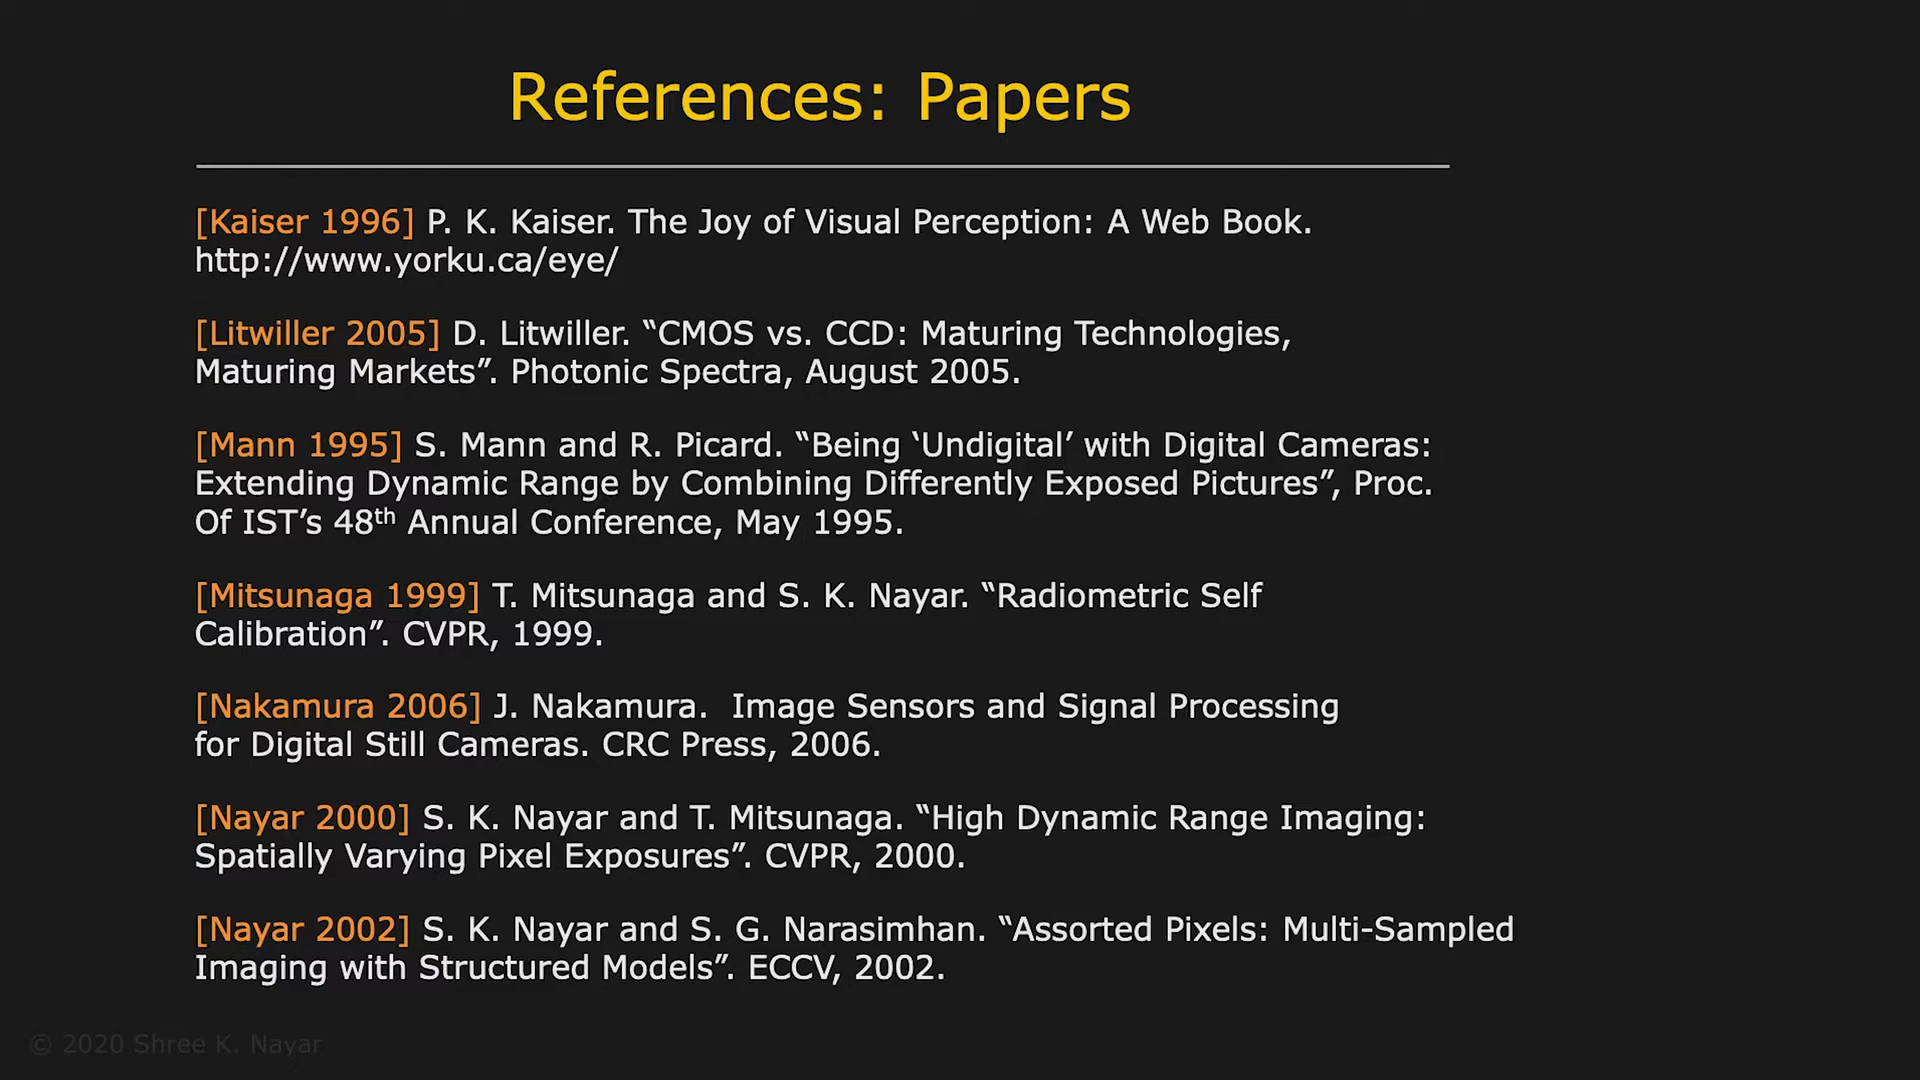 References: Papers
[Kaiser 1996] P. K. Kaiser. The Joy of Visual Perception: A Web Book.
http://www.yorku.ca/eye/
[Litwiller 2005] D. Litwiller. “CMOS vs. CCD: Maturing Technologies,
Maturing Markets”. Photonic Spectra, August 2005.
[Mann 1995] S. Mann and R. Picard. “Being ‘Undigital’ with Digital Cameras:
Extending Dynamic Range by Combining Differently Exposed Pictures”, Proc.
Of IST’s 48th Annual Conference, May 1995.
[Mitsunaga 1999] T. Mitsunaga and S. K. Nayar. “Radiometric Self
Calibration”. CVPR, 1999.
[Nakamura 2006] J. Nakamura.  Image Sensors and Signal Processing
for Digital Still Cameras. CRC Press, 2006.
[Nayar 2000] S. K. Nayar and T. Mitsunaga. “High Dynamic Range Imaging:
Spatially Varying Pixel Exposures”. CVPR, 2000.
[Nayar 2002] S. K. Nayar and S. G. Narasimhan. “Assorted Pixels: Multi-Sampled
Imaging with Structured Models”. ECCV, 2002.
© 2020 Shree K. Nayar